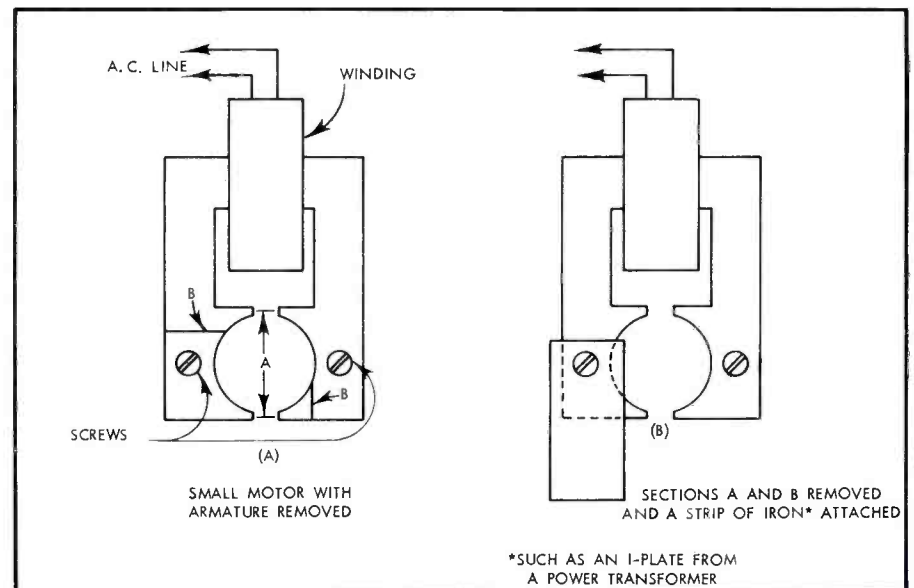 A.C. LINE
WINDING
B
A
B
SCREWS
(A)
SMALL MOTOR WITH
ARMATURE REMOVED
(B)
SECTIONS A AND B REMOVED
AND A STRIP OF IRON* ATTACHED
*SUCH AS AN I-PLATE FROM
A POWER TRANSFORMER